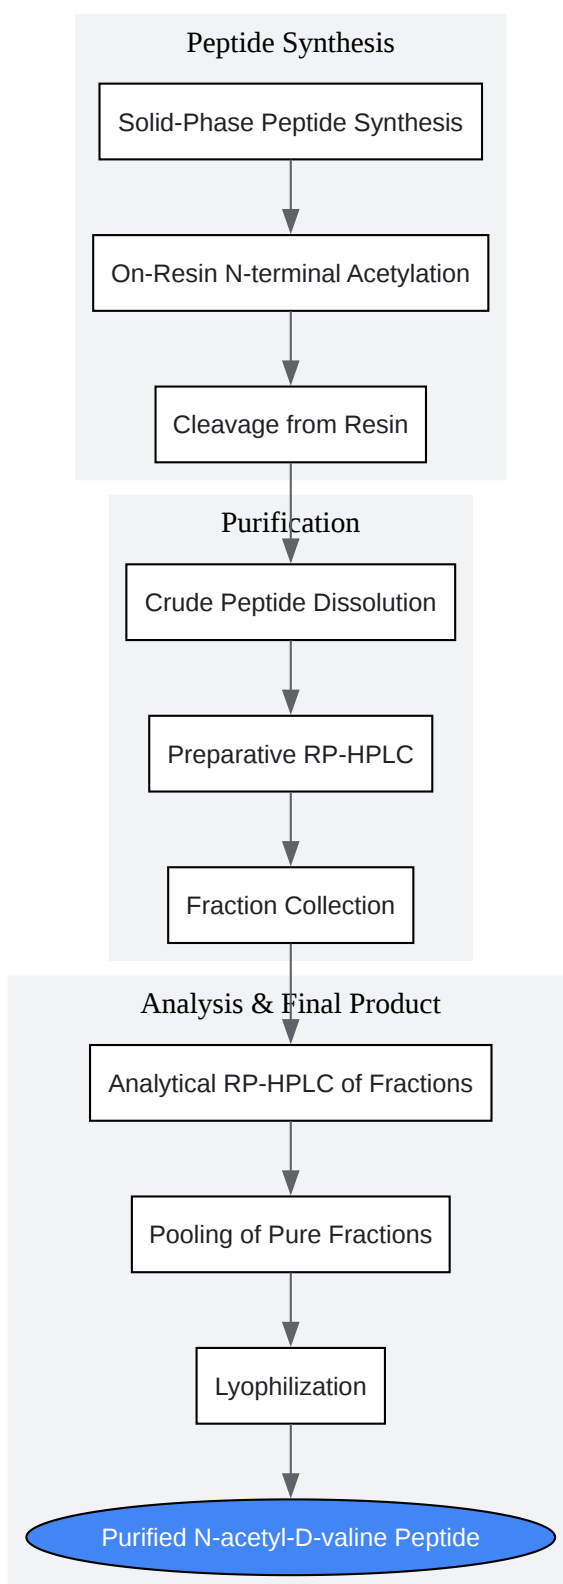 Peptide Synthesis
Solid-Phase Peptide Synthesis
On-Resin N-terminal Acetylation
Cleavage from Resin
Purification
Crude Peptide Dissolution
Preparative RP-HPLC
Fraction Collection
Analysis & Final Product
Analytical RP-HPLC of Fractions
Pooling of Pure Fractions
Lyophilization
Purified N-acetyl-D-valine Peptide